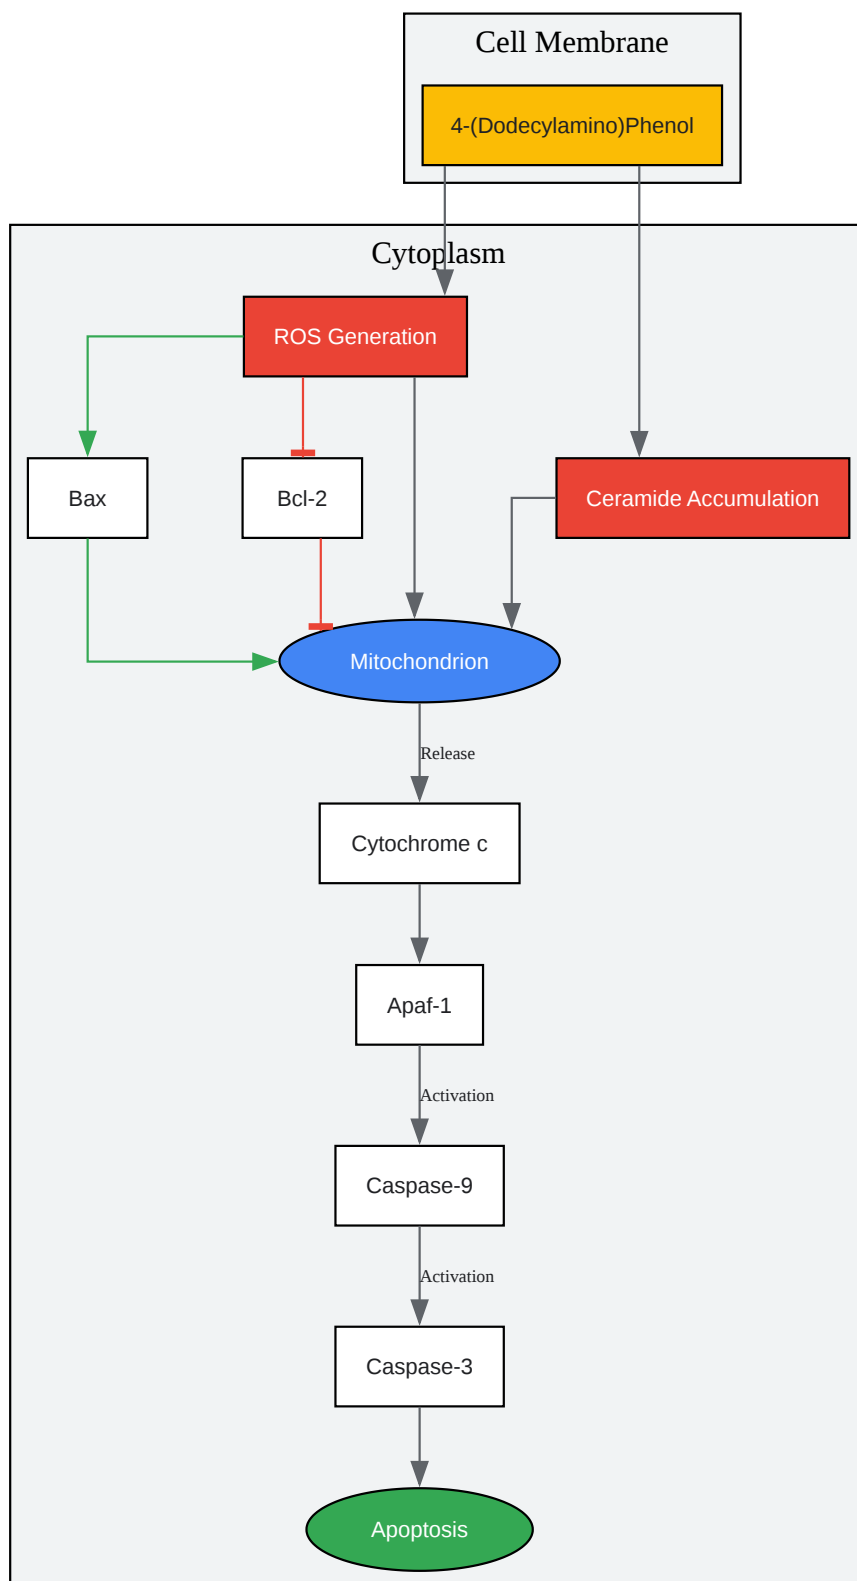 Cell Membrane
4-(Dodecylamino)Phenol
Cytoplasm
ROS Generation
Bax
Bcl-2
Ceramide Accumulation
Mitochondrion
Release
Cytochrome c
Apaf-1
Activation
Caspase-9
Activation
Caspase-3
Apoptosis